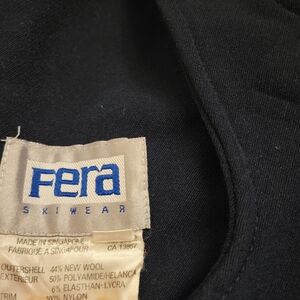 Fera
SKIWEAR
MADE IN SINGAPORE
FABRIQUE A SINGAPOUR CA 13857
OUTERSHELL 44% NEW WOOL
EXTERIEUR 50% POLYAMIDE/HELANCA
6% ELASTHAN-LYCRA
TRIM 100% NYLON